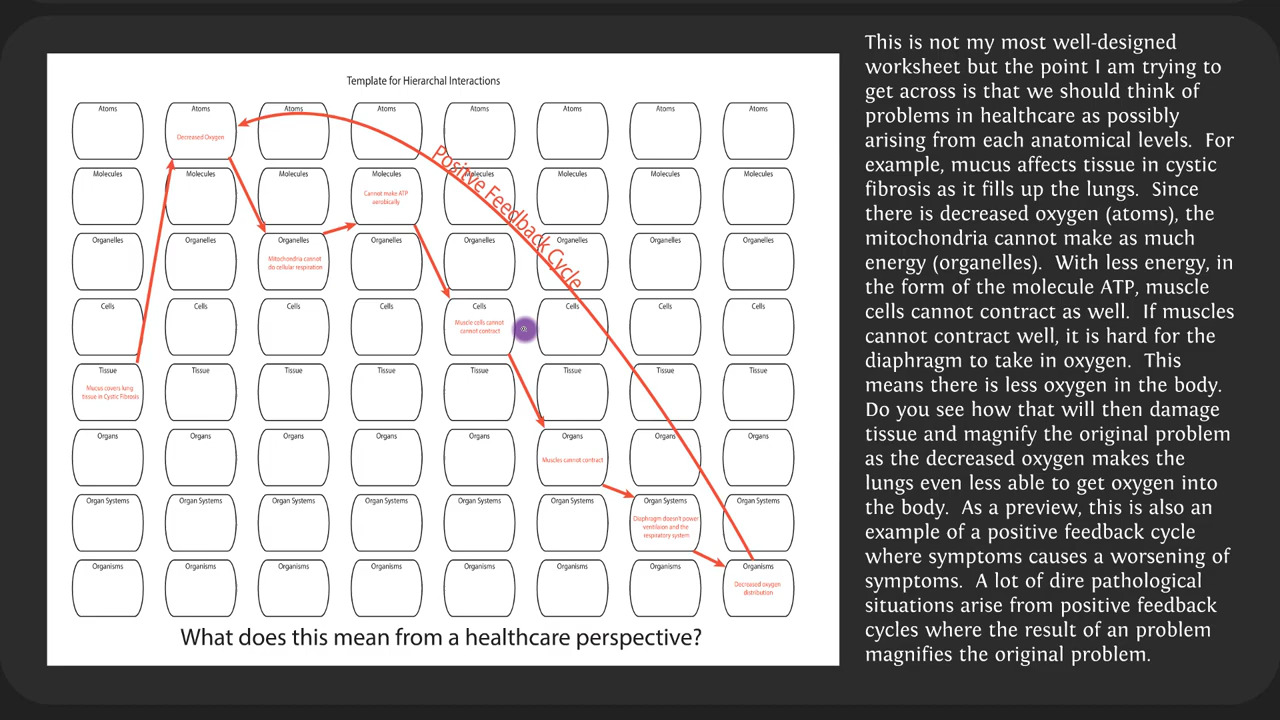 Template for Hierarchal Interactions
Atoms Atoms Atoms Atoms Atoms Atoms Atoms Atoms
Decreased Oxygen
Molecules Molecules Molecules Molecules Molecules Molecules Molecules Molecules
Cannot make ATP
aerobically
Organelles Organelles Organelles Organelles Organelles Organelles Organelles Organelles
Mitochondria cannot
do cellular respiration
Cells Cells Cells Cells Cells Cells Cells Cells
Muscle cells cannot
cannot contract
Tissue Tissue Tissue Tissue Tissue Tissue Tissue Tissue
Mucus covers lung
tissue in Cystic Fibrosis
Organs Organs Organs Organs Organs Organs Organs Organs
Muscles cannot contract
Organ Systems Organ Systems Organ Systems Organ Systems Organ Systems Organ Systems Organ Systems Organ Systems
Diaphragm doesn't power
ventilation and the
respiratory system
Organisms Organisms Organisms Organisms Organisms Organisms Organisms Organisms
Decreased oxygen
distribution
Positive Feedback Cycle
What does this mean from a healthcare perspective?
This is not my most well-designed
worksheet but the point I am trying to
get across is that we should think of
problems in healthcare as possibly
arising from each anatomical levels. For
example, mucus affects tissue in cystic
fibrosis as it fills up the lungs. Since
there is decreased oxygen (atoms), the
mitochondria cannot make as much
energy (organelles). With less energy, in
the form of the molecule ATP, muscle
cells cannot contract as well. If muscles
cannot contract well, it is hard for the
diaphragm to take in oxygen. This
means there is less oxygen in the body.
Do you see how that will then damage
tissue and magnify the original problem
as the decreased oxygen makes the
lungs even less able to get oxygen into
the body. As a preview, this is also an
example of a positive feedback cycle
where symptoms causes a worsening of
symptoms. A lot of dire pathological
situations arise from positive feedback
cycles where the result of an problem
magnifies the original problem.